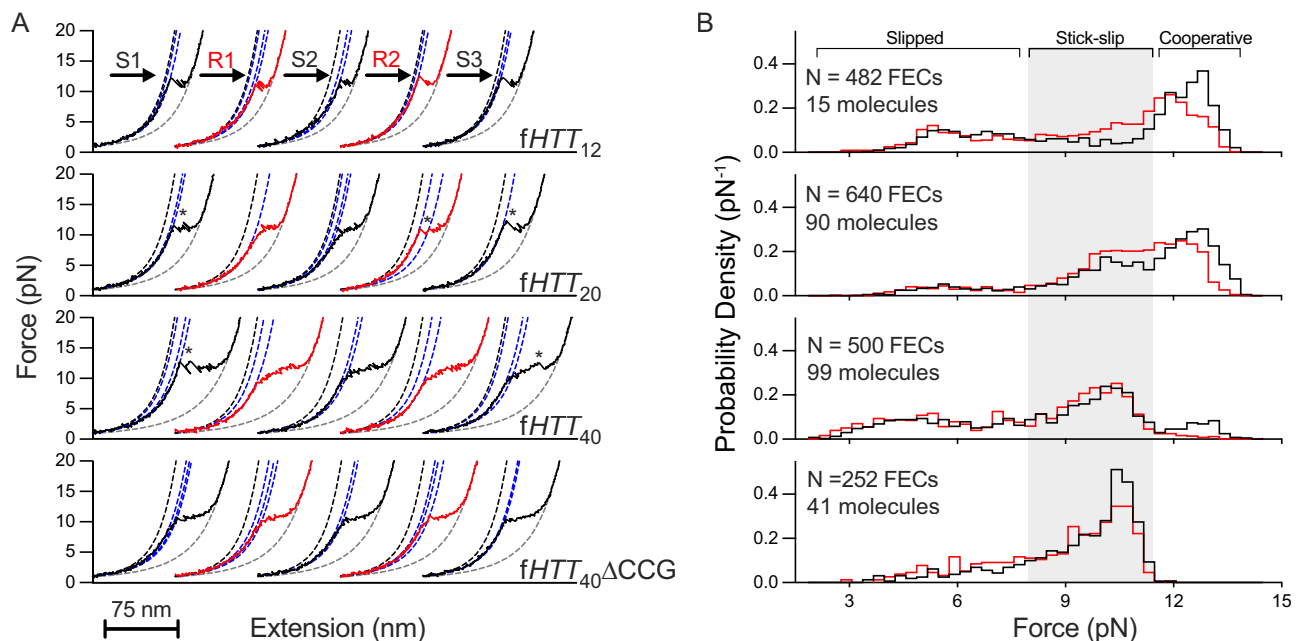 A
Force (pN)
20
15
10
5
0
S1
R1
S2
R2
S3
fHTT12
20
15
10
5
0
*
*
*
fHTT20
20
15
10
5
0
*
*
fHTT40
20
15
10
5
0
fHTT40ΔCCG
75 nm
Extension (nm)
B
Probability Density (pN-1)
Slipped
Stick-slip
Cooperative
0.4
0.2
0.0
N = 482 FECs
15 molecules
0.4
0.2
0.0
N = 640 FECs
90 molecules
0.4
0.2
0.0
N = 500 FECs
99 molecules
0.4
0.2
0.0
N =252 FECs
41 molecules
3
6
9
12
15
Force (pN)